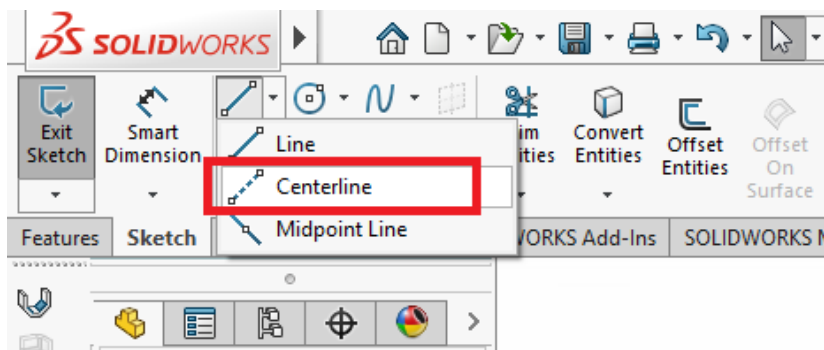 SOLIDWORKS
Exit Sketch
Smart Dimension
Line
Centerline
Midpoint Line
Convert Entities
Offset Entities
Offset On Surface
Features
Sketch
Add-Ins
SOLIDWORKS